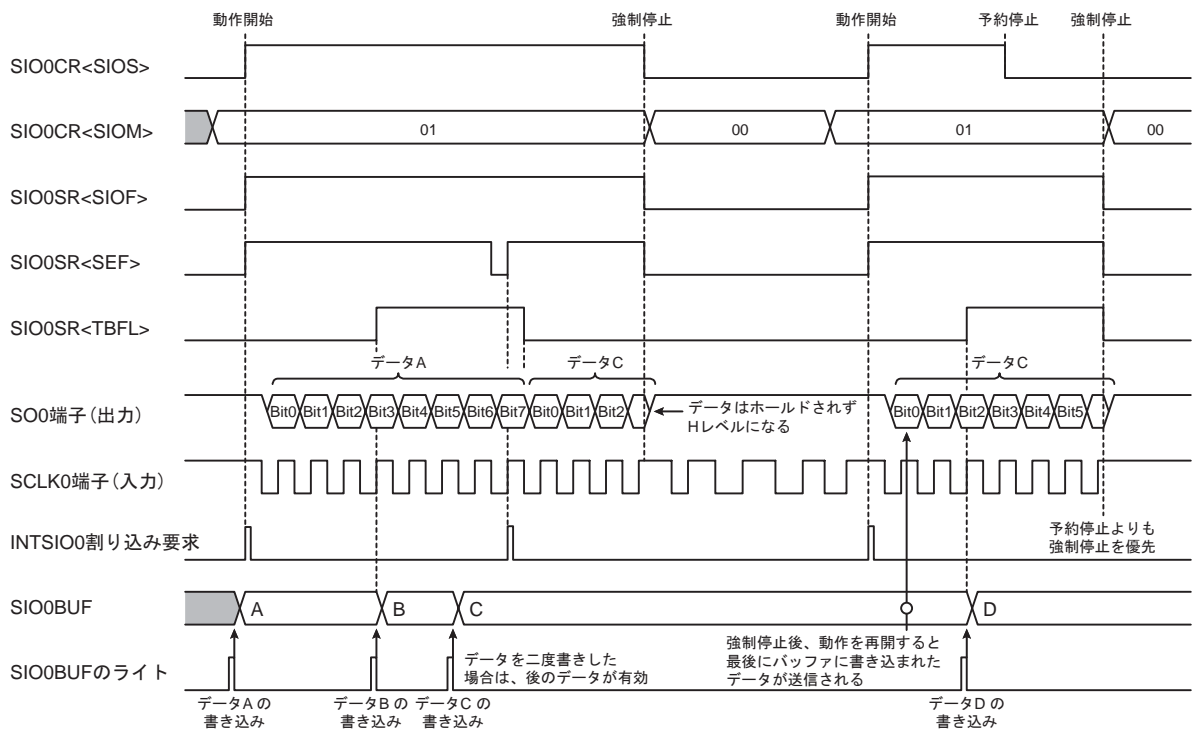 動作開始
強制停止
動作開始
予約停止
強制停止
SIO0CR<SIOS>
SIO0CR<SIOM>
01
00
01
00
SIO0SR<SIOF>
SIO0SR<SEF>
SIO0SR<TBFL>
データA
データC
データC
SO0端子(出力)
Bit0 Bit1 Bit2 Bit3 Bit4 Bit5 Bit6 Bit7 Bit0 Bit1 Bit2
データはホールドされず
Hレベルになる
Bit0 Bit1 Bit2 Bit3 Bit4 Bit5
SCLK0端子(入力)
INTSIO0割り込み要求
予約停止よりも
強制停止を優先
SIO0BUF
A
B
C
D
SIO0BUFのライト
データを二度書きした
場合は、後のデータが有効
強制停止後、動作を再開すると
最後にバッファに書き込まれた
データが送信される
データAの
書き込み
データBの
書き込み
データCの
書き込み
データDの
書き込み